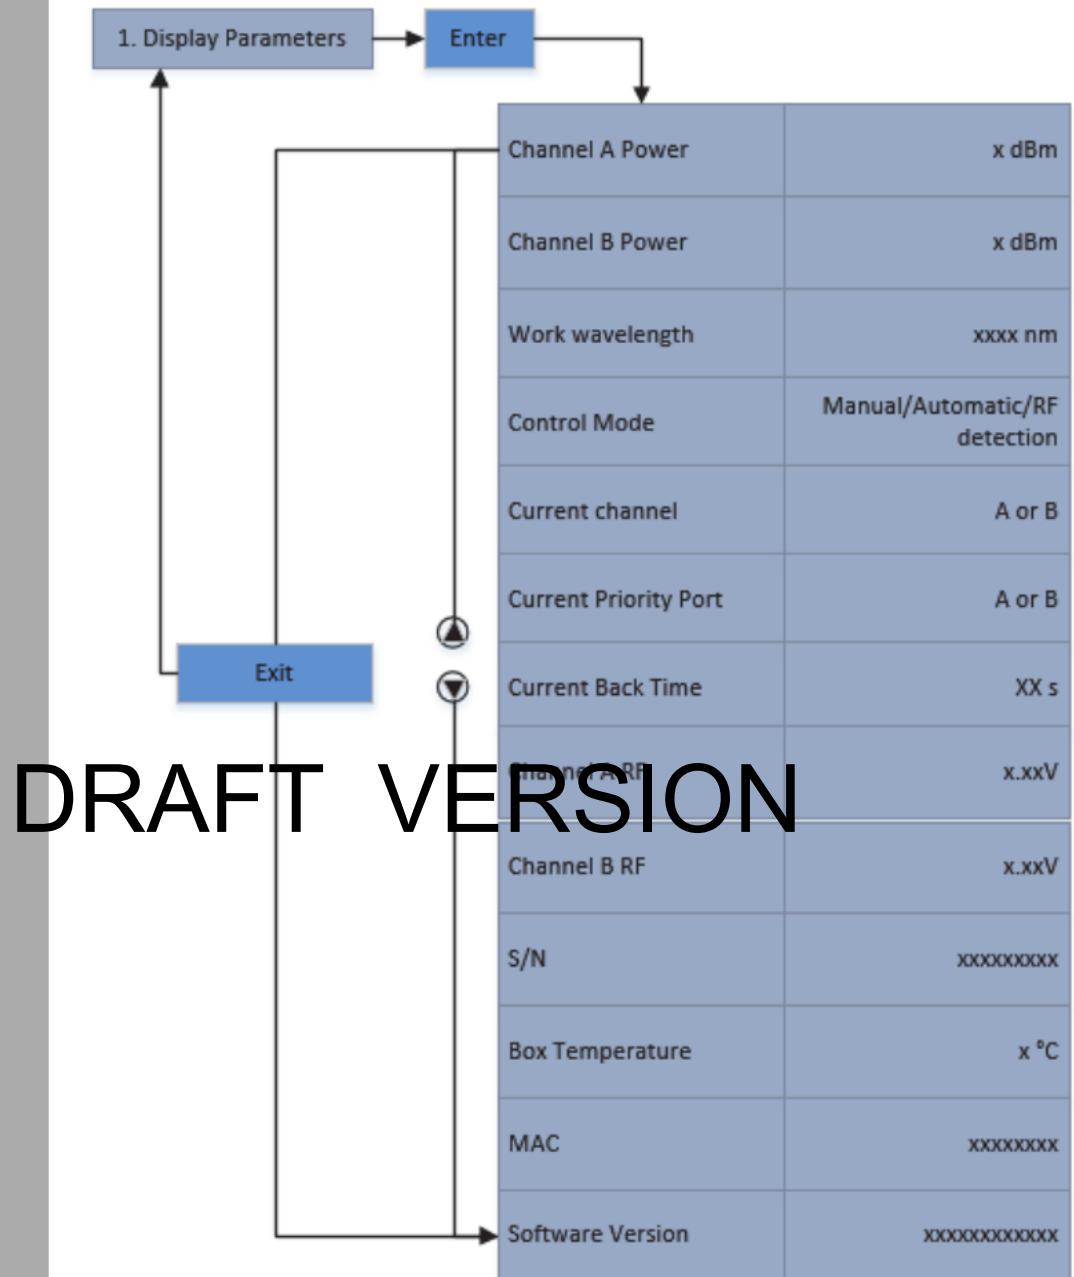 1. Display Parameters
Enter
Channel A Power x dBm
Channel B Power x dBm
Work wavelength xxxx nm
Control Mode Manual/Automatic/RF
detection
Current channel A or B
Current Priority Port A or B
Exit
Current Back Time XX s
Channel A RF x.xxV
DRAFT VERSION
Channel B RF x.xxV
S/N xxxxxxxxx
Box Temperature x °C
MAC xxxxxxxx
Software Version xxxxxxxxxxxx